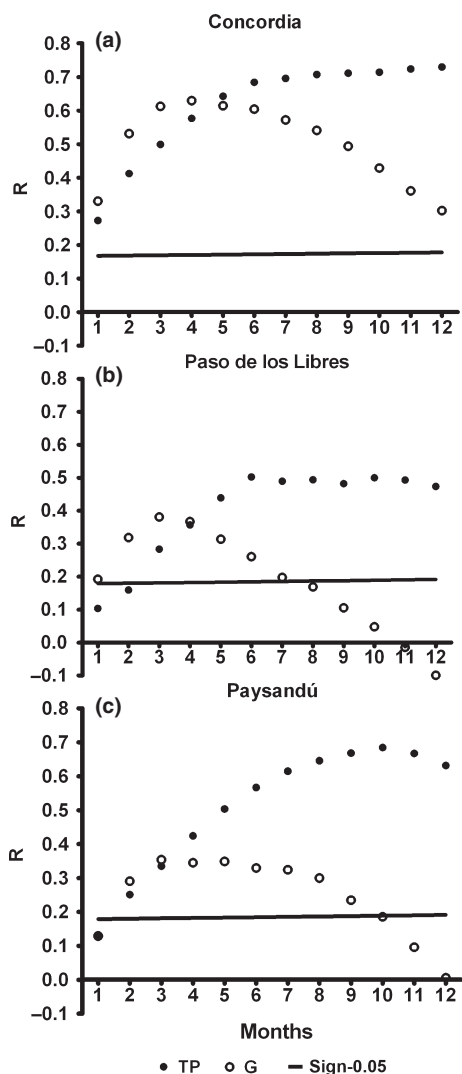 Concordia
(a)
0.8
0.7
0.6
0.5
0.4
0.3
0.2
0.1
0.0
–0.1
R
1 2 3 4 5 6 7 8 9 10 11 12
Paso de los Libres
(b)
0.8
0.7
0.6
0.5
0.4
0.3
0.2
0.1
0.0
–0.1
R
1 2 3 4 5 6 7 8 9 10 11 12
Paysandú
(c)
0.8
0.7
0.6
0.5
0.4
0.3
0.2
0.1
0.0
–0.1
R
1 2 3 4 5 6 7 8 9 10 11 12
Months
TP G Sign-0.05